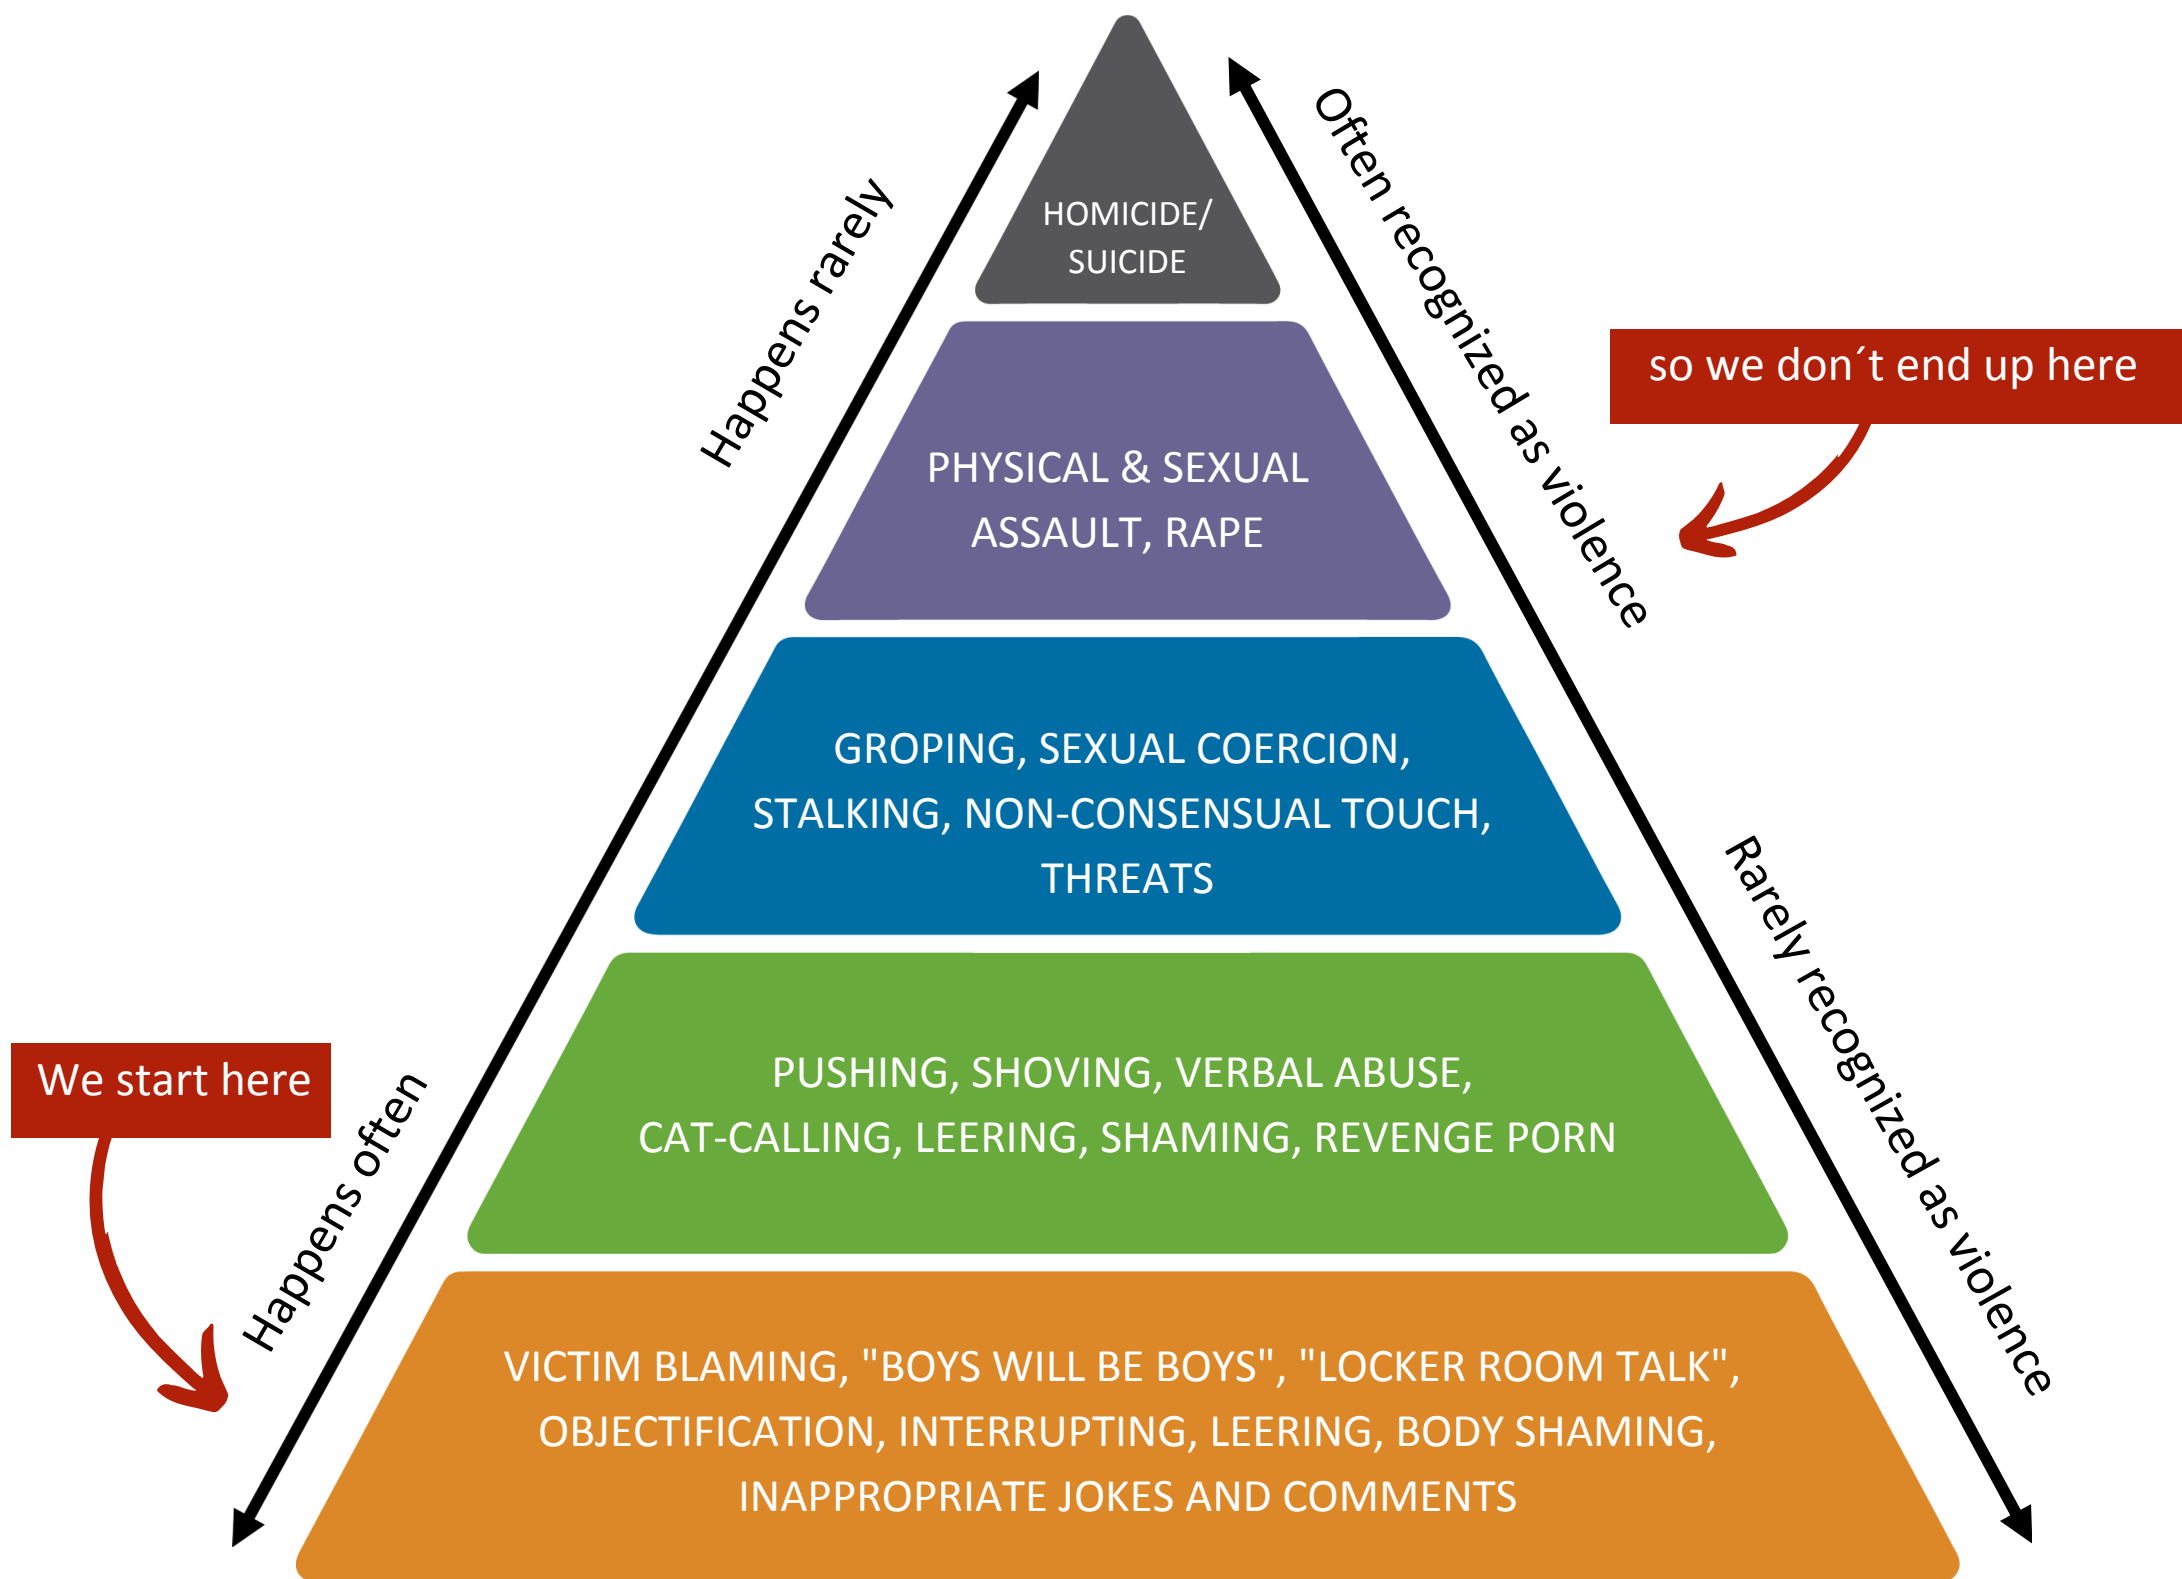 HOMICIDE/
SUICIDE
Happens rarely
Often recognized as violence
so we don´t end up here
PHYSICAL & SEXUAL
ASSAULT, RAPE
GROPING, SEXUAL COERCION,
STALKING, NON-CONSENSUAL TOUCH,
THREATS
Rarely recognized as violence
We start here
Happens often
PUSHING, SHOVING, VERBAL ABUSE,
CAT-CALLING, LEERING, SHAMING, REVENGE PORN
VICTIM BLAMING, "BOYS WILL BE BOYS", "LOCKER ROOM TALK",
OBJECTIFICATION, INTERRUPTING, LEERING, BODY SHAMING,
INAPPROPRIATE JOKES AND COMMENTS